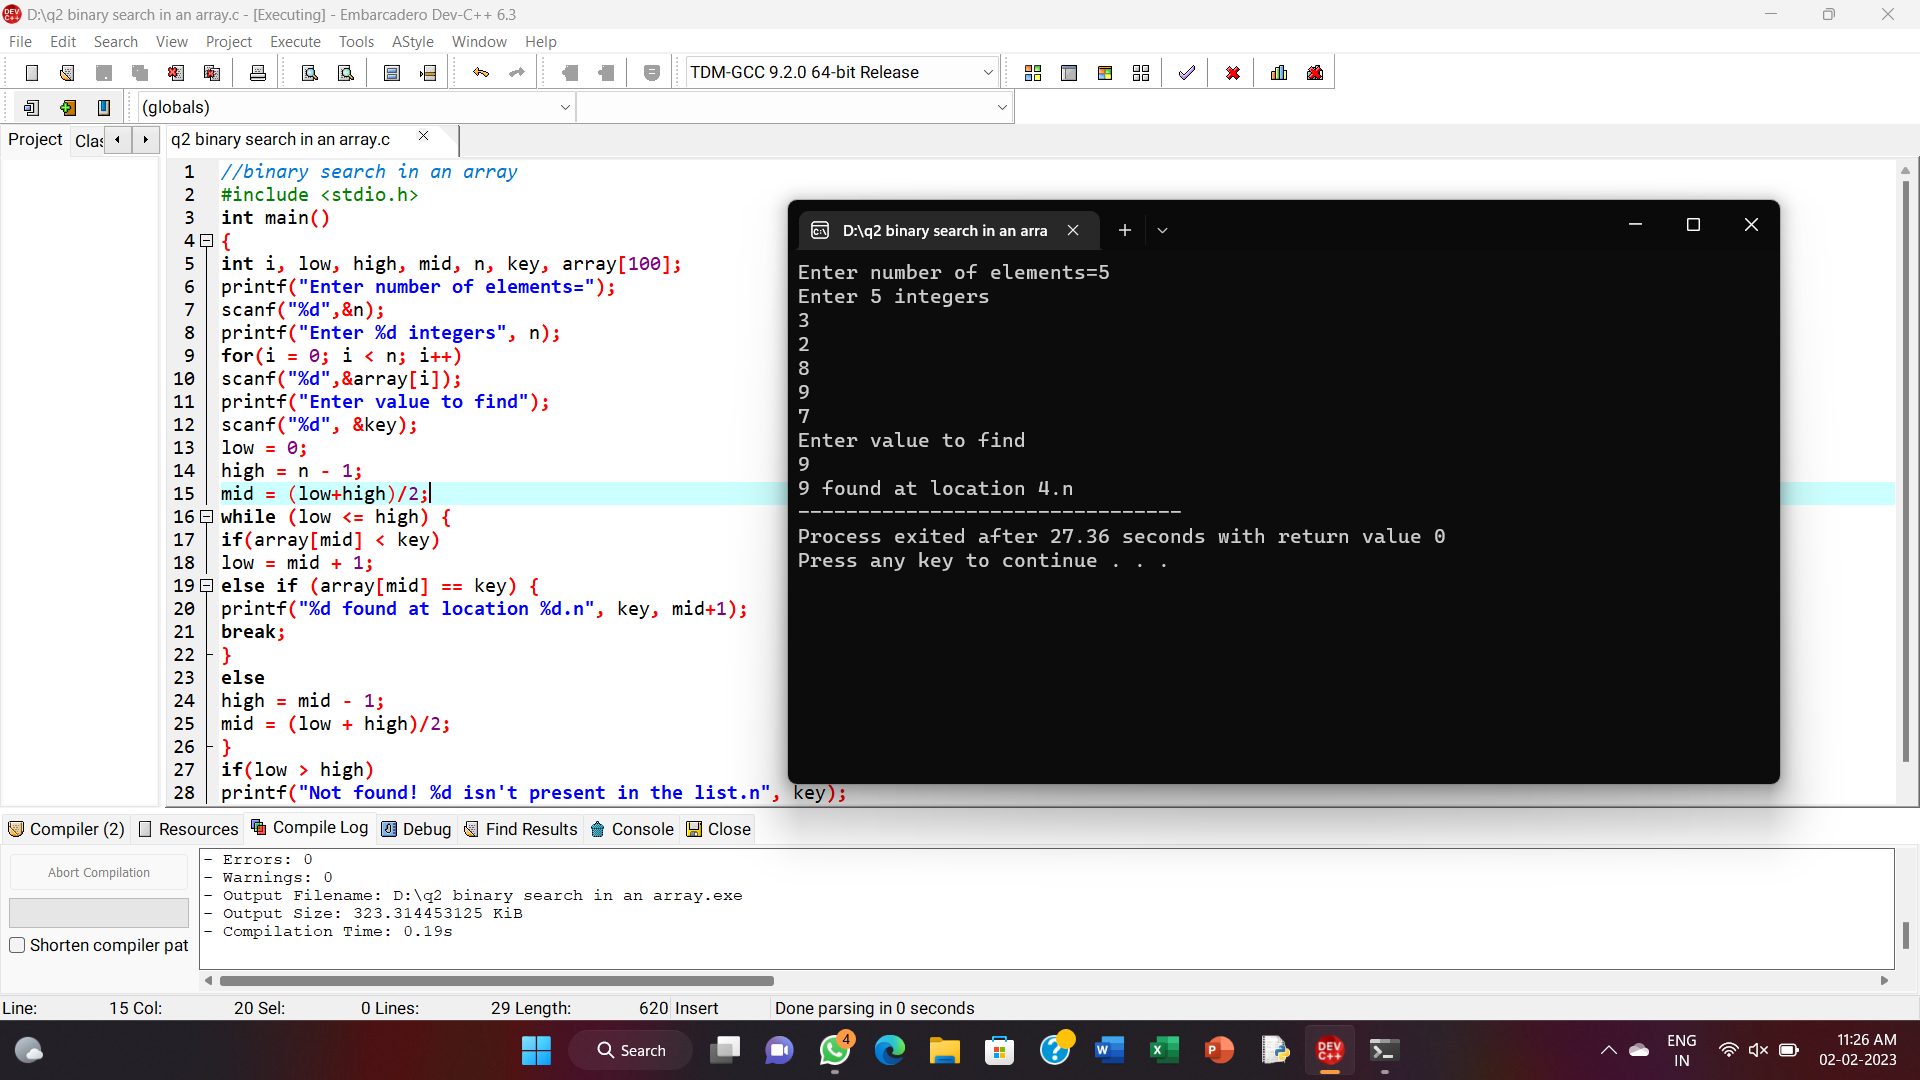 D:\q2 binary search in an array.c - [Executing] - Embarcadero Dev-C++ 6.3
File Edit Search View Project Execute Tools AStyle Window Help
TDM-GCC 9.2.0 64-bit Release
(globals)
Project Clas q2 binary search in an array.c
1 //binary search in an array
2 #include <stdio.h>
3 int main()
4 {
5 int i, low, high, mid, n, key, array[100];
6 printf("Enter number of elements=");
7 scanf("%d",&n);
8 printf("Enter %d integers", n);
9 for(i = 0; i < n; i++)
10 scanf("%d",&array[i]);
11 printf("Enter value to find");
12 scanf("%d", &key);
13 low = 0;
14 high = n - 1;
15 mid = (low+high)/2;
16 while (low <= high) {
17 if(array[mid] < key)
18 low = mid + 1;
19 else if (array[mid] == key) {
20 printf("%d found at location %d.n", key, mid+1);
21 break;
22 }
23 else
24 high = mid - 1;
25 mid = (low + high)/2;
26 }
27 if(low > high)
28 printf("Not found! %d isn't present in the list.n", key);
D:\q2 binary search in an arra
Enter number of elements=5
Enter 5 integers
3
2
8
9
7
Enter value to find
9
9 found at location 4.n
--------------------------------
Process exited after 27.36 seconds with return value 0
Press any key to continue . . .
Compiler (2) Resources Compile Log Debug Find Results Console Close
Abort Compilation
Shorten compiler pat
- Errors: 0
- Warnings: 0
- Output Filename: D:\q2 binary search in an array.exe
- Output Size: 323.314453125 KiB
- Compilation Time: 0.19s
Line: 15 Col: 20 Sel: 0 Lines: 29 Length: 620 Insert Done parsing in 0 seconds
Search
4
DEV C++
ENG
IN
11:26 AM
02-02-2023